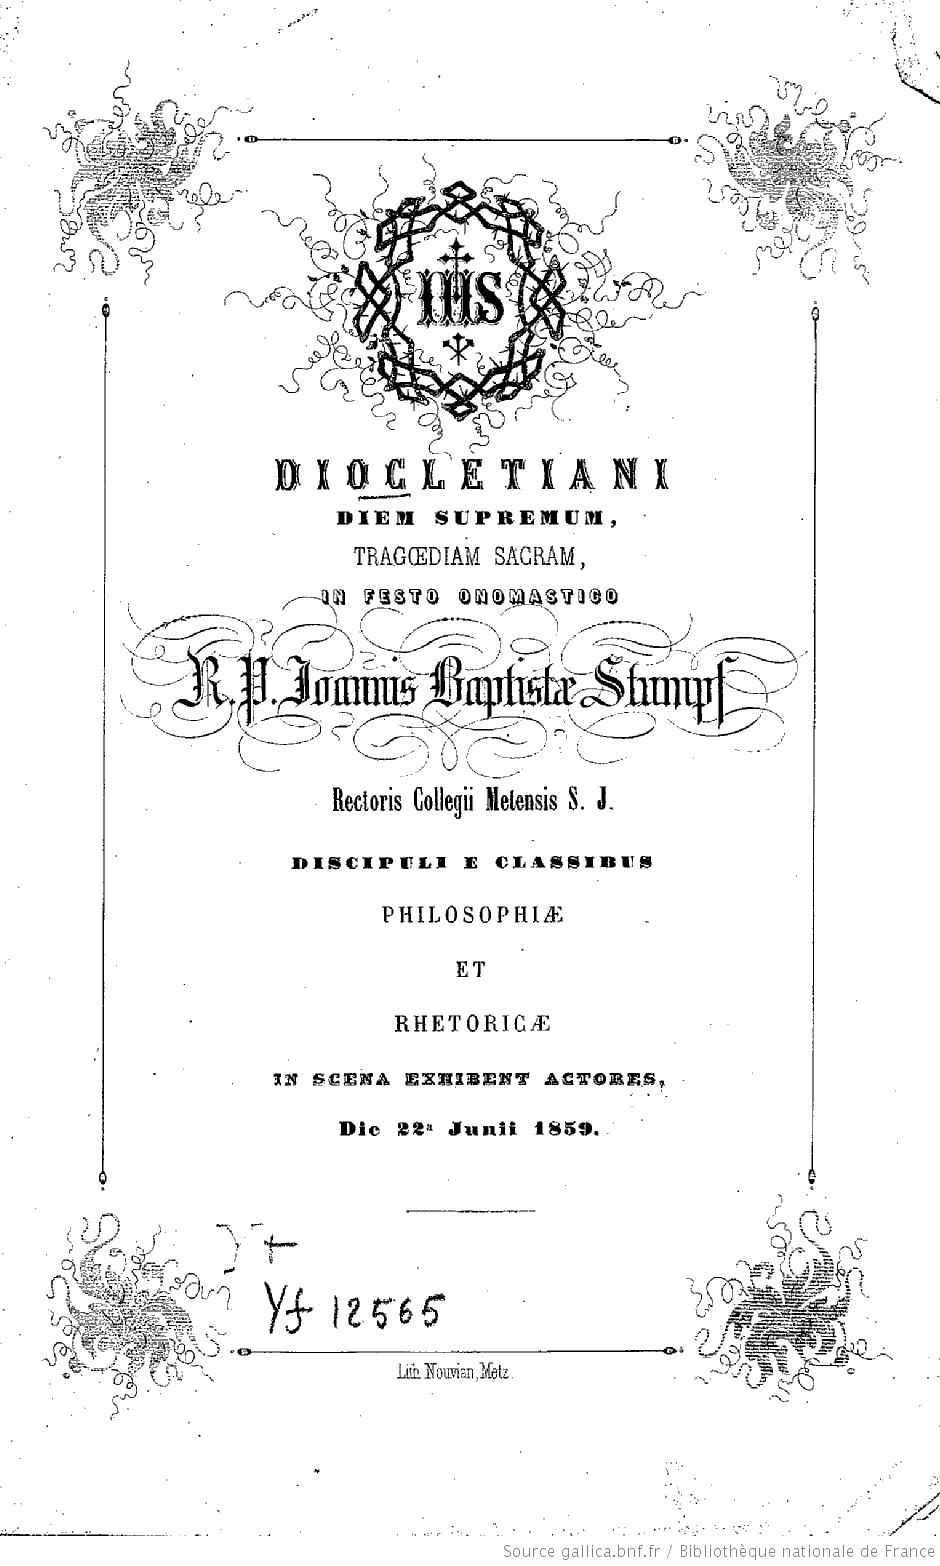 IHS
DIOCLETIANI
DIEM SUPREMUM,
TRAGŒDIAM SACRAM,
IN FESTO ONOMASTICO
R. P. Joannis Baptistæ Stumpf
Rectoris Collegii Metensis S. J.
DISCIPULI E CLASSIBUS
PHILOSOPHIÆ
ET
RHETORICÆ
IN SCENA EXHIBENT ACTORES,
Die 22ª Junii 1859.
Yf 12565
Lith. Nouvian, Metz.
Source gallica.bnf.fr / Bibliothèque nationale de France